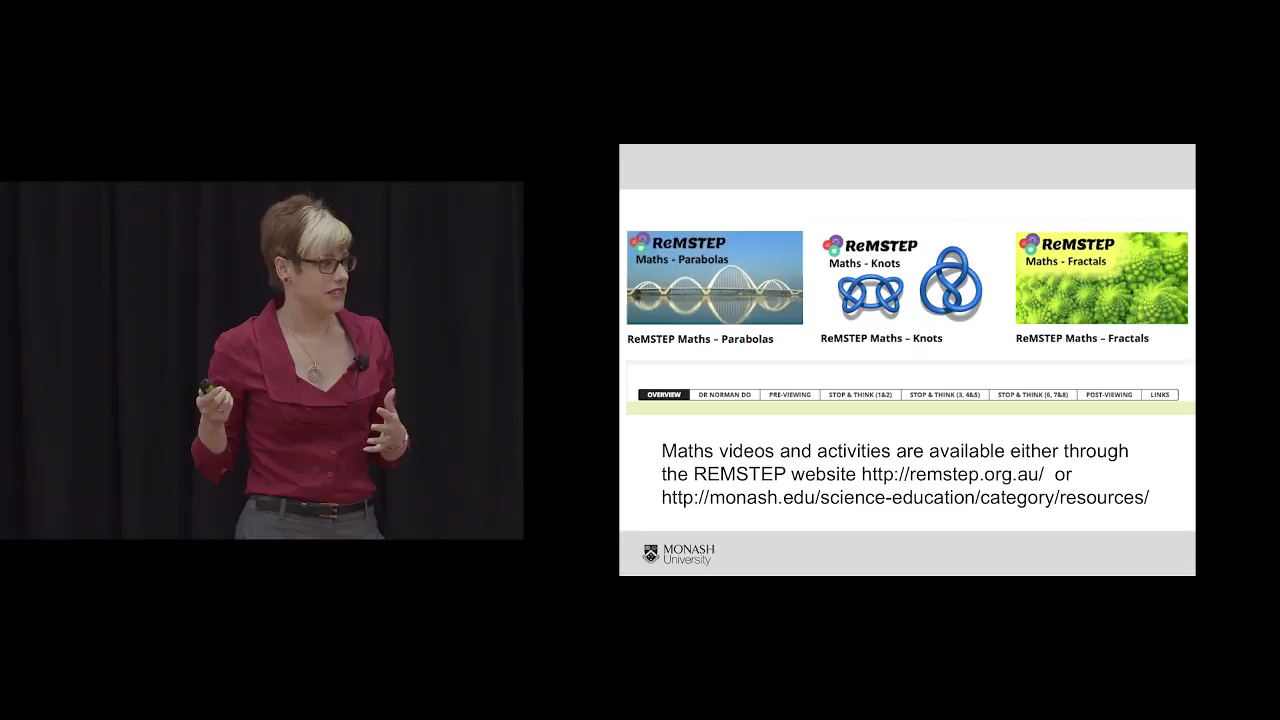 ReMSTEP
Maths - Parabolas
ReMSTEP Maths – Parabolas
ReMSTEP
Maths - Knots
ReMSTEP Maths – Knots
ReMSTEP
Maths - Fractals
ReMSTEP Maths – Fractals
OVERVIEW DR NORMAN DO PRE-VIEWING STOP & THINK (1&2) STOP & THINK (3, 4&5) STOP & THINK (6, 7&8) POST-VIEWING LINKS
Maths videos and activities are available either through
the REMSTEP website http://remstep.org.au/ or
http://monash.edu/science-education/category/resources/
MONASH
University